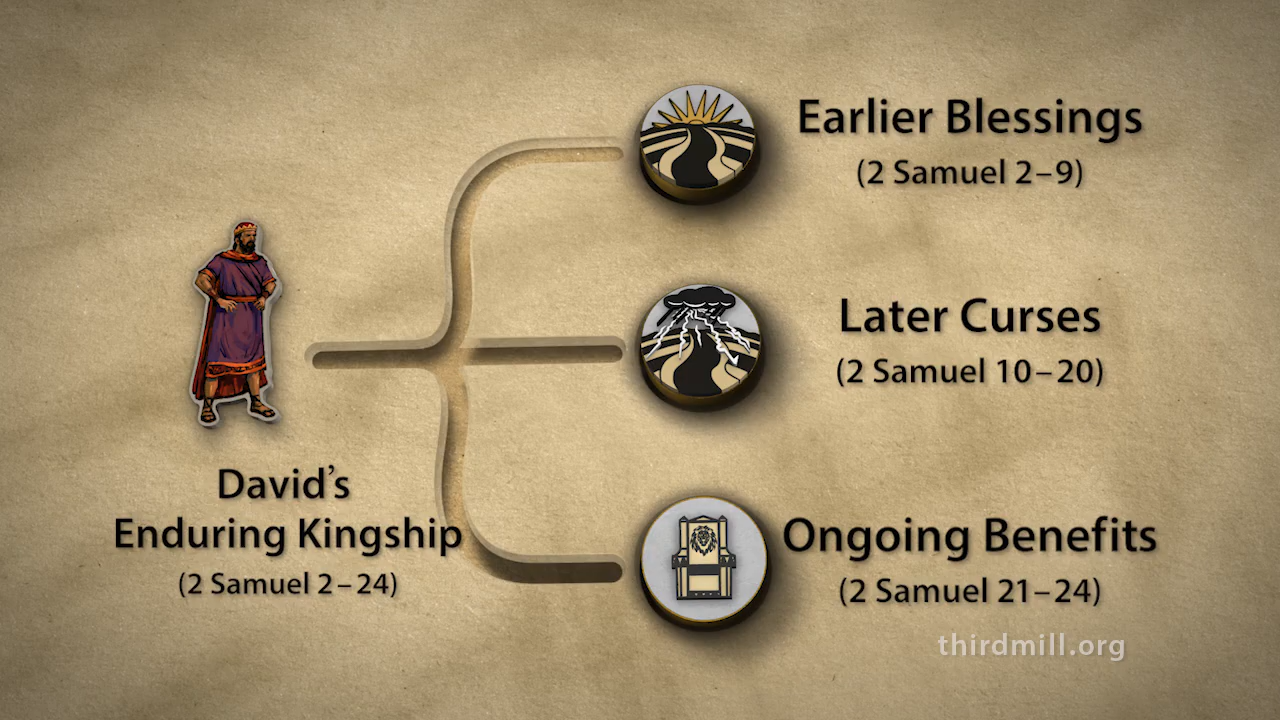 Earlier Blessings
(2 Samuel 2–9)
Later Curses
(2 Samuel 10–20)
David's
Enduring Kingship
(2 Samuel 2–24)
Ongoing Benefits
(2 Samuel 21–24)
thirdmill.org